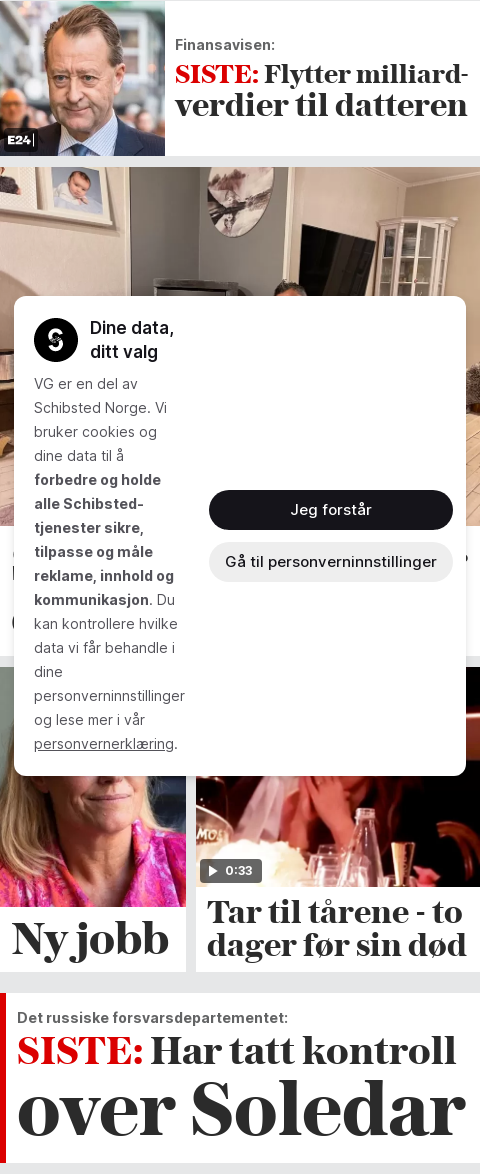 Finansavisen:
SISTE: Flytter milliard-
verdier til datteren
E24
Dine data,
ditt valg
VG er en del av
Schibsted Norge. Vi
bruker cookies og
dine data til å
forbedre og holde
alle Schibsted-
tjenester sikre,
tilpasse og måle
reklame, innhold og
kommunikasjon. Du
kan kontrollere hvilke
data vi får behandle i
dine
personverninnstillinger
og lese mer i vår
personvernerklæring.
Jeg forstår
Gå til personverninnstillinger
0:33
Ny jobb
Tar til tårene - to
dager før sin død
Det russiske forsvarsdepartementet:
SISTE: Har tatt kontroll
over Soledar